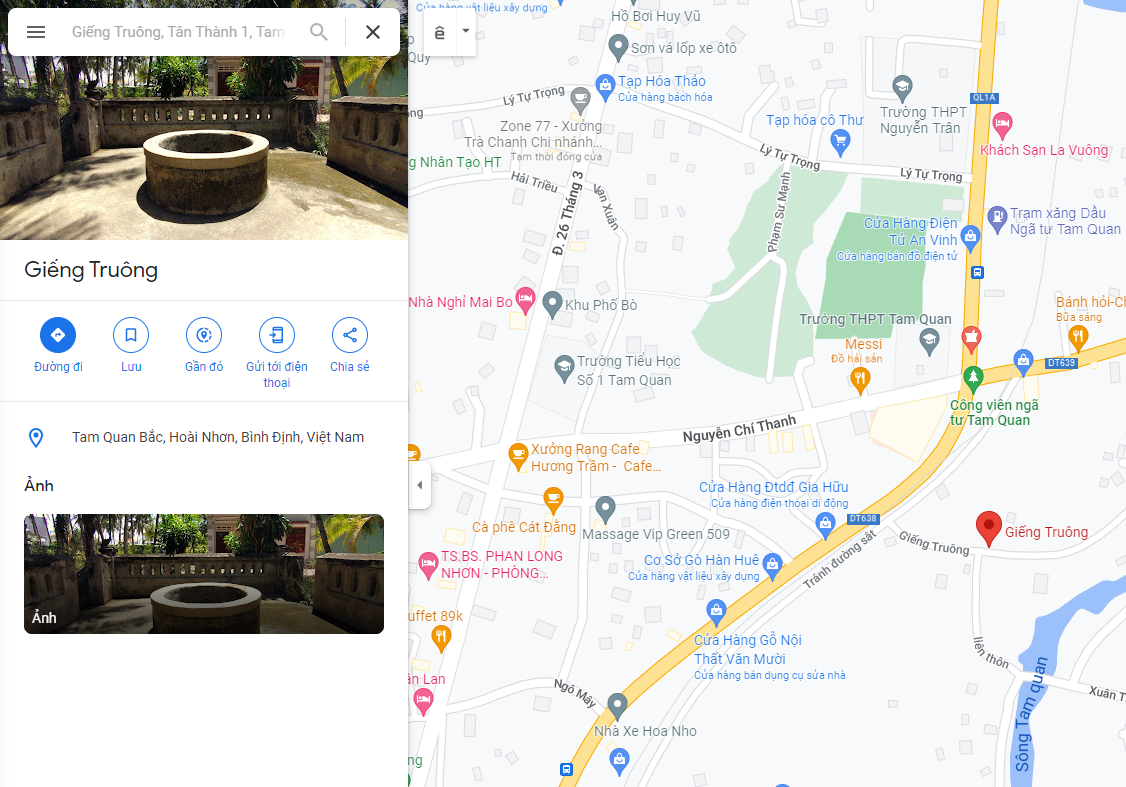 Giếng Truông, Tân Thành 1, Tam
Giếng Truông
Đường đi
Lưu
Gần đó
Gửi tới điện
thoại
Chia sẻ
Tam Quan Bắc, Hoài Nhơn, Bình Định, Việt Nam
Ảnh
Ảnh
ê
Cửa hàng vật liệu xây dựng
Quy
Hồ Bơi Huy Vũ
Sơn vá lốp xe ôtô
Tạp Hóa Thảo
Cửa hàng bách hóa
Lý Tự Trọng
Zone 77 - Xưởng
Trà Chanh Chi nhánh...
Tạm thời đóng cửa
g Nhân Tạo HT
Hải Triều
Vện Xuân
Đ. 26 Tháng 3
Tạp hóa cô Thư
Lý Tự Trọng
Lý Tự Trọng
Trường THPT
Nguyễn Trân
QL1A
Khách Sạn La Vuông
Phạm Sư Mạnh
Cửa Hàng Điện
Tử An Vinh
Cửa hàng bán đồ điện tử
Trạm xăng Dầu
Ngã tư Tam Quan
Nhà Nghỉ Mai Bo
Khu Phố Bò
Trường THPT Tam Quan
Bánh hỏi-Ch
Bữa sáng
Messi
Đồ hải sản
DT639
Trường Tiểu Học
Số 1 Tam Quan
Công viên ngã
tư Tam Quan
Nguyễn Chí Thanh
Xưởng Rang Cafe
Hương Trầm - Cafe...
Cửa Hàng Đtdđ Gia Hữu
Cửa hàng điện thoại di động
Cà phê Cát Đằng
Massage Vip Green 509
DT638
Giếng Truông
Giếng Truông
TS.BS. PHAN LONG
NHƠN - PHÒNG...
Cơ Sở Gò Hàn Huê
Cửa hàng vật liệu xây dựng
Tránh đường sắt
uffet 89k
Cửa Hàng Gỗ Nội
Thất Văn Mười
Cửa hàng bán dụng cụ sửa nhà
liên thôn
Sông Tam quan
Xuân T
ân Lan
Ngô Mây
Nhà Xe Hoa Nho
ng